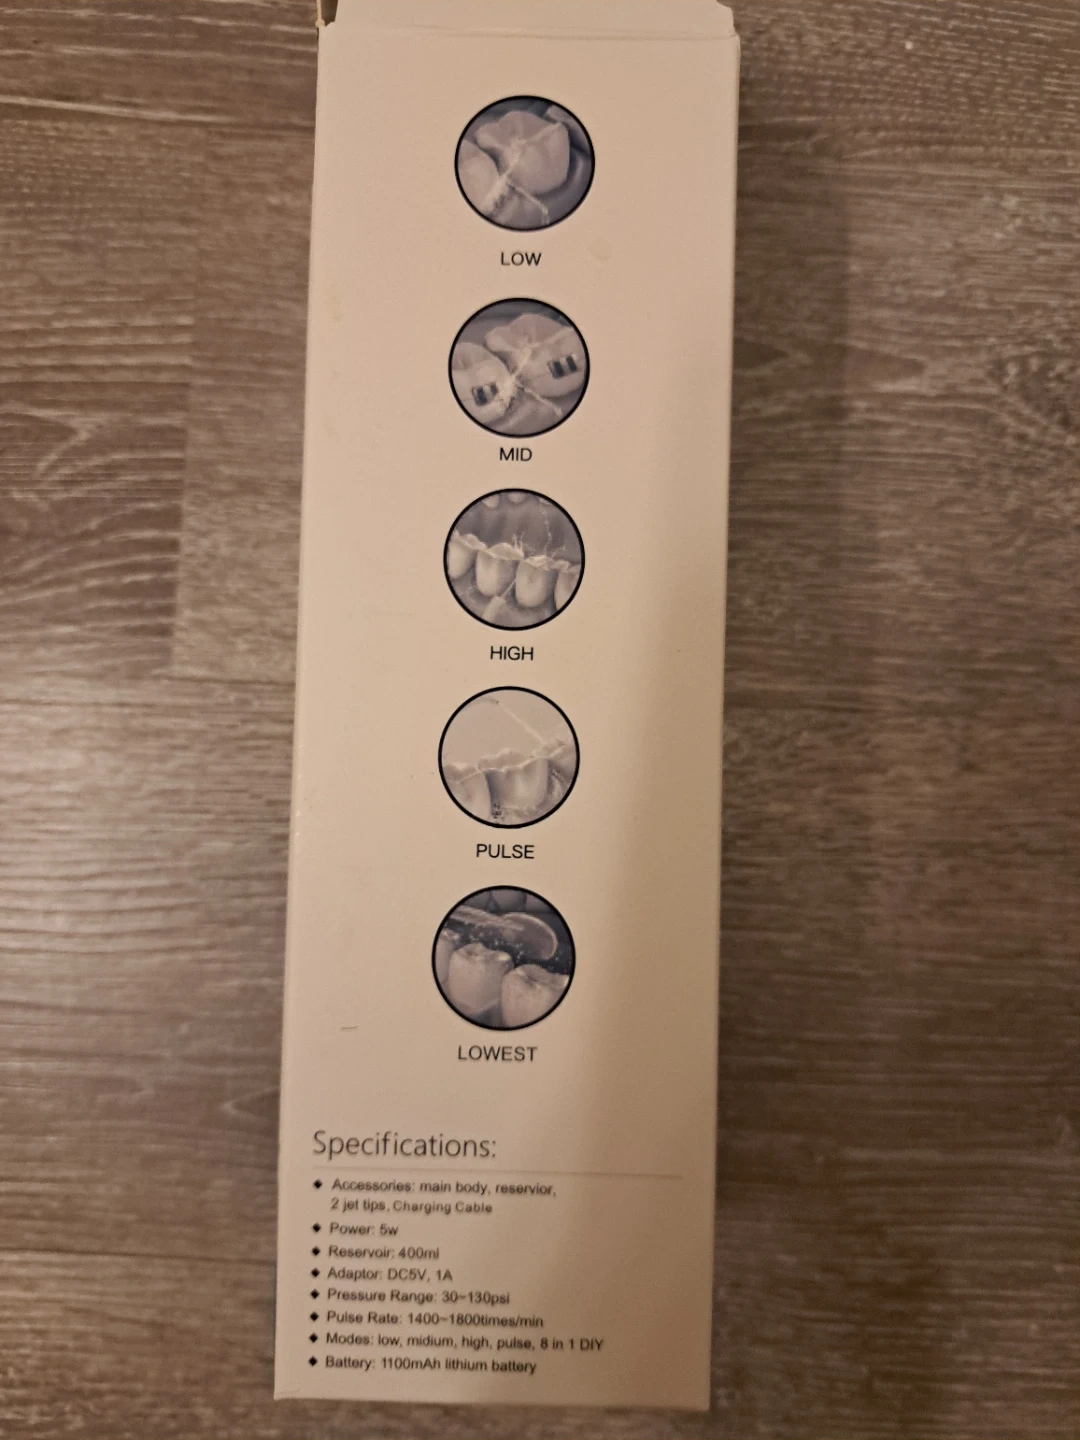 LOW
MID
HIGH
PULSE
LOWEST
Specifications:
◆ Accessories: main body, reservior,
2 jet tips, Charging Cable
◆ Power: 5w
◆ Reservoir: 400ml
◆ Adaptor: DC5V, 1A
◆ Pressure Range: 30~130psi
◆ Pulse Rate: 1400~1800times/min
◆ Modes: low, midium, high, pulse, 8 in 1 DIY
◆ Battery: 1100mAh lithium battery